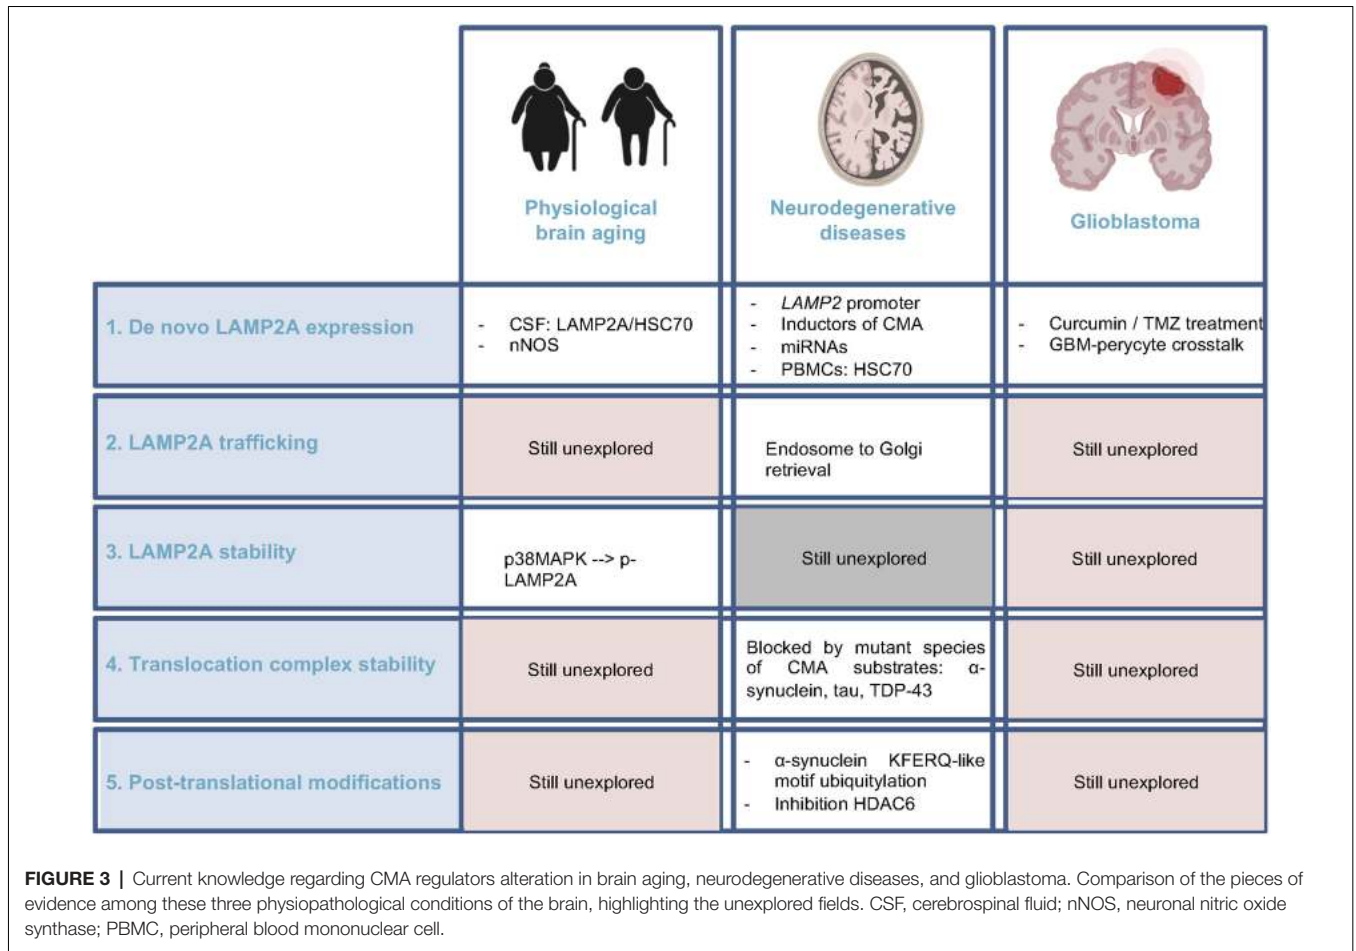 Physiological
brain aging
Neurodegenerative
diseases
Glioblastoma
1. De novo LAMP2A expression
- CSF: LAMP2A/HSC70
- nNOS
- LAMP2 promoter
- Inductors of CMA
- miRNAs
- PBMCs: HSC70
- Curcumin / TMZ treatment
- GBM-perycyte crosstalk
2. LAMP2A trafficking
Still unexplored
Endosome to Golgi
retrieval
Still unexplored
3. LAMP2A stability
p38MAPK --> p-
LAMP2A
Still unexplored
Still unexplored
4. Translocation complex stability
Still unexplored
Blocked by mutant species
of CMA substrates: α-
synuclein, tau, TDP-43
Still unexplored
5. Post-translational modifications
Still unexplored
- α-synuclein KFERQ-like
motif ubiquitylation
- Inhibition HDAC6
Still unexplored
FIGURE 3 | Current knowledge regarding CMA regulators alteration in brain aging, neurodegenerative diseases, and glioblastoma. Comparison of the pieces of
evidence among these three physiopathological conditions of the brain, highlighting the unexplored fields. CSF, cerebrospinal fluid; nNOS, neuronal nitric oxide
synthase; PBMC, peripheral blood mononuclear cell.